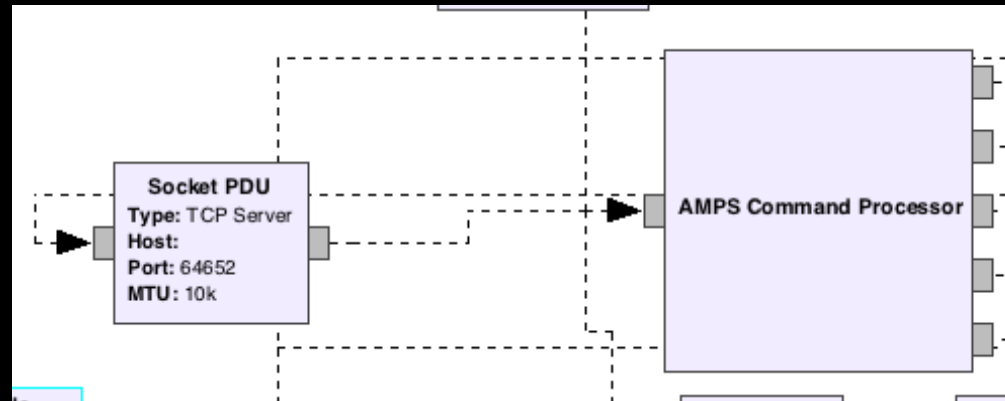 Socket PDU
Type: TCP Server
Host:
Port: 64652
MTU: 10k
AMPS Command Processor